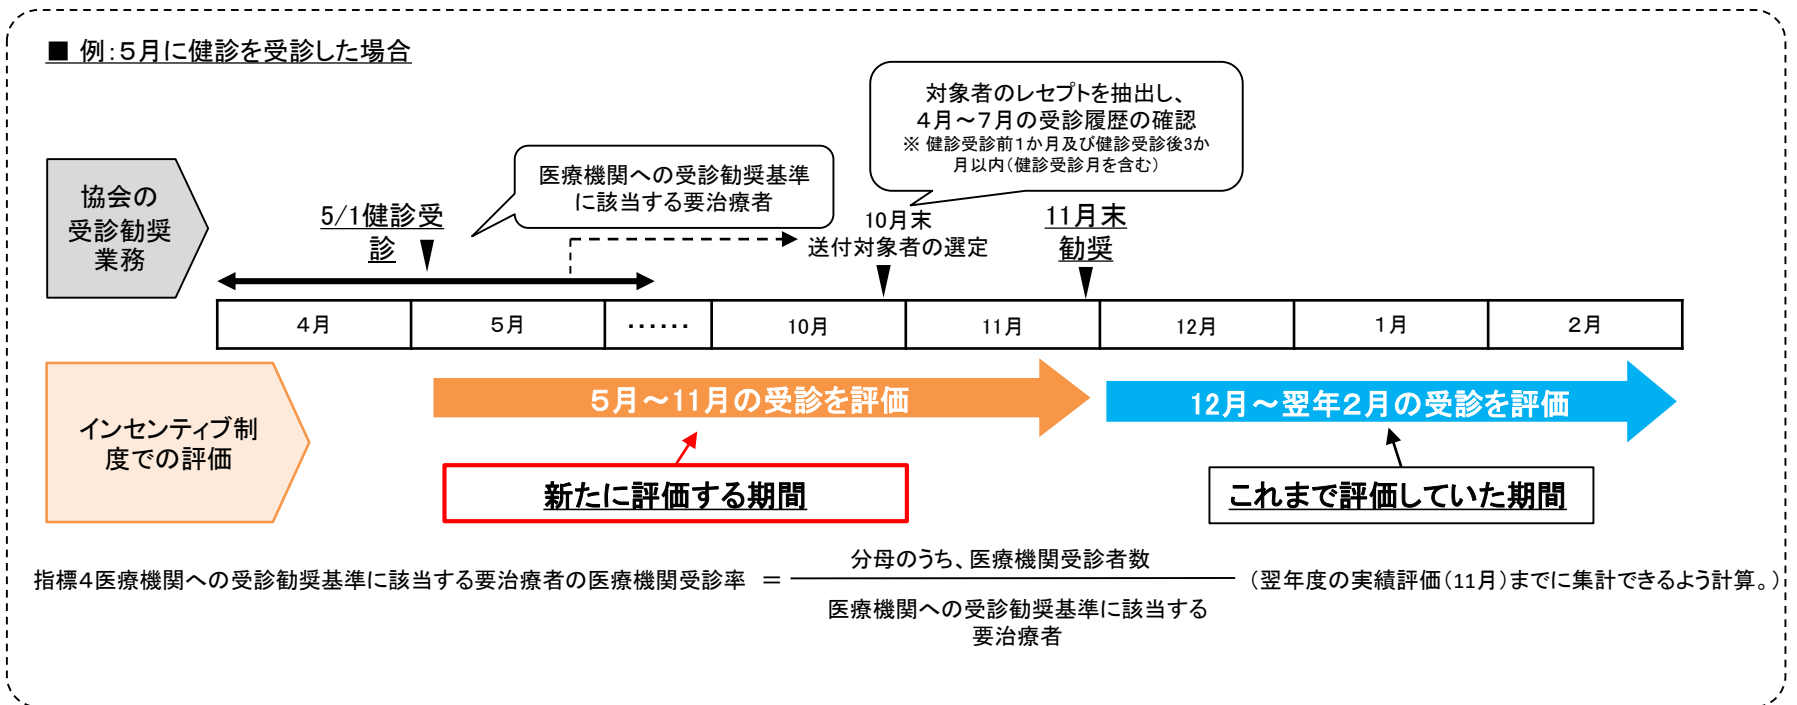 ■ 例：５月に健診を受診した場合
対象者のレセプトを抽出し、
４月～７月の受診履歴の確認
※ 健診受診前１か月及び健診受診後３か
月以内（健診受診月を含む）
医療機関への受診勧奨基準
に該当する要治療者
協会の
受診勧奨
業務
5/1健診受
診
10月末
送付対象者の選定
11月末
勧奨
４月
５月
‥‥‥
10月
11月
12月
１月
２月
インセンティブ制
度での評価
５月～11月の受診を評価
12月～翌年２月の受診を評価
新たに評価する期間
これまで評価していた期間
指標４医療機関への受診勧奨基準に該当する要治療者の医療機関受診率 ＝
分母のうち、医療機関受診者数
医療機関への受診勧奨基準に該当する
要治療者
（翌年度の実績評価（11月）までに集計できるよう計算。）